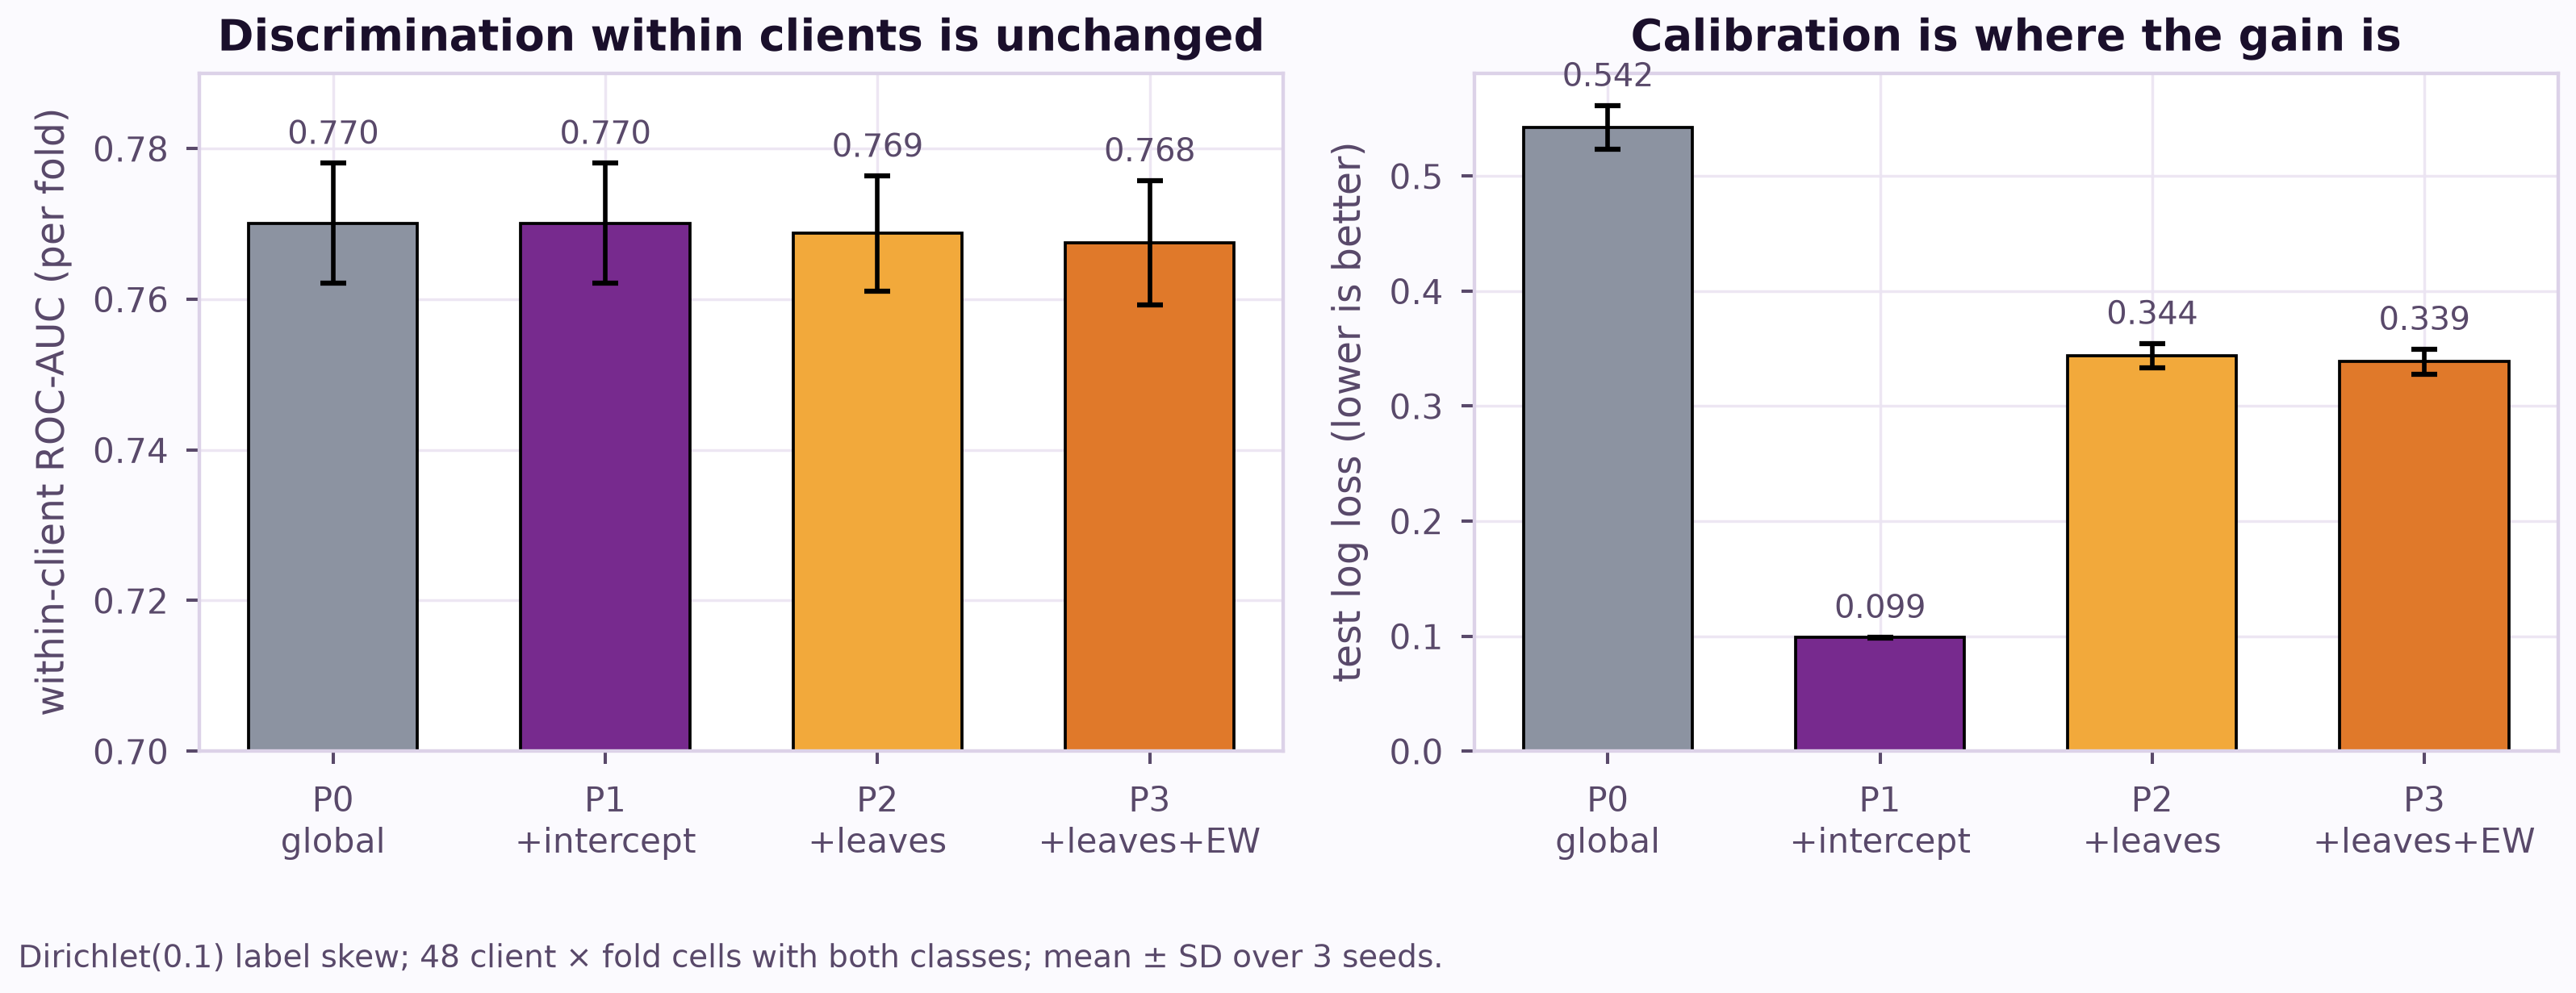 Discrimination within clients is unchanged
within-client ROC-AUC (per fold)
0.78
0.76
0.74
0.72
0.70
0.770
0.770
0.769
0.768
P0
global
P1
+intercept
P2
+leaves
P3
+leaves+EW
Calibration is where the gain is
test log loss (lower is better)
0.5
0.4
0.3
0.2
0.1
0.0
0.542
0.099
0.344
0.339
P0
global
P1
+intercept
P2
+leaves
P3
+leaves+EW
Dirichlet(0.1) label skew; 48 client × fold cells with both classes; mean ± SD over 3 seeds.